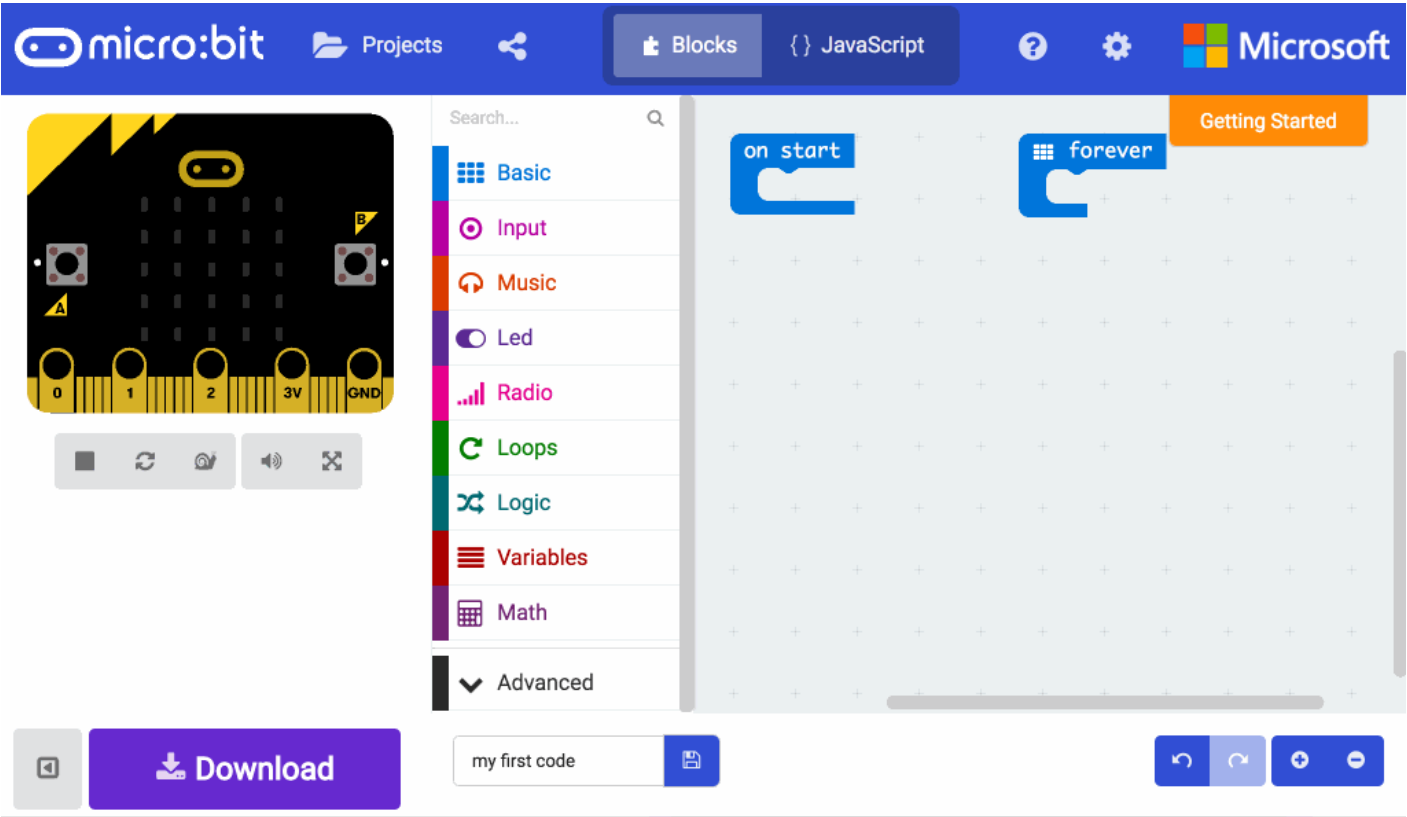 micro:bit
Projects
Blocks
{ } JavaScript
?
Microsoft
Getting Started
B
A
0 1 2 3V GND
Search...
Basic
Input
Music
Led
Radio
Loops
Logic
Variables
Math
Advanced
on start
forever
Download
my first code